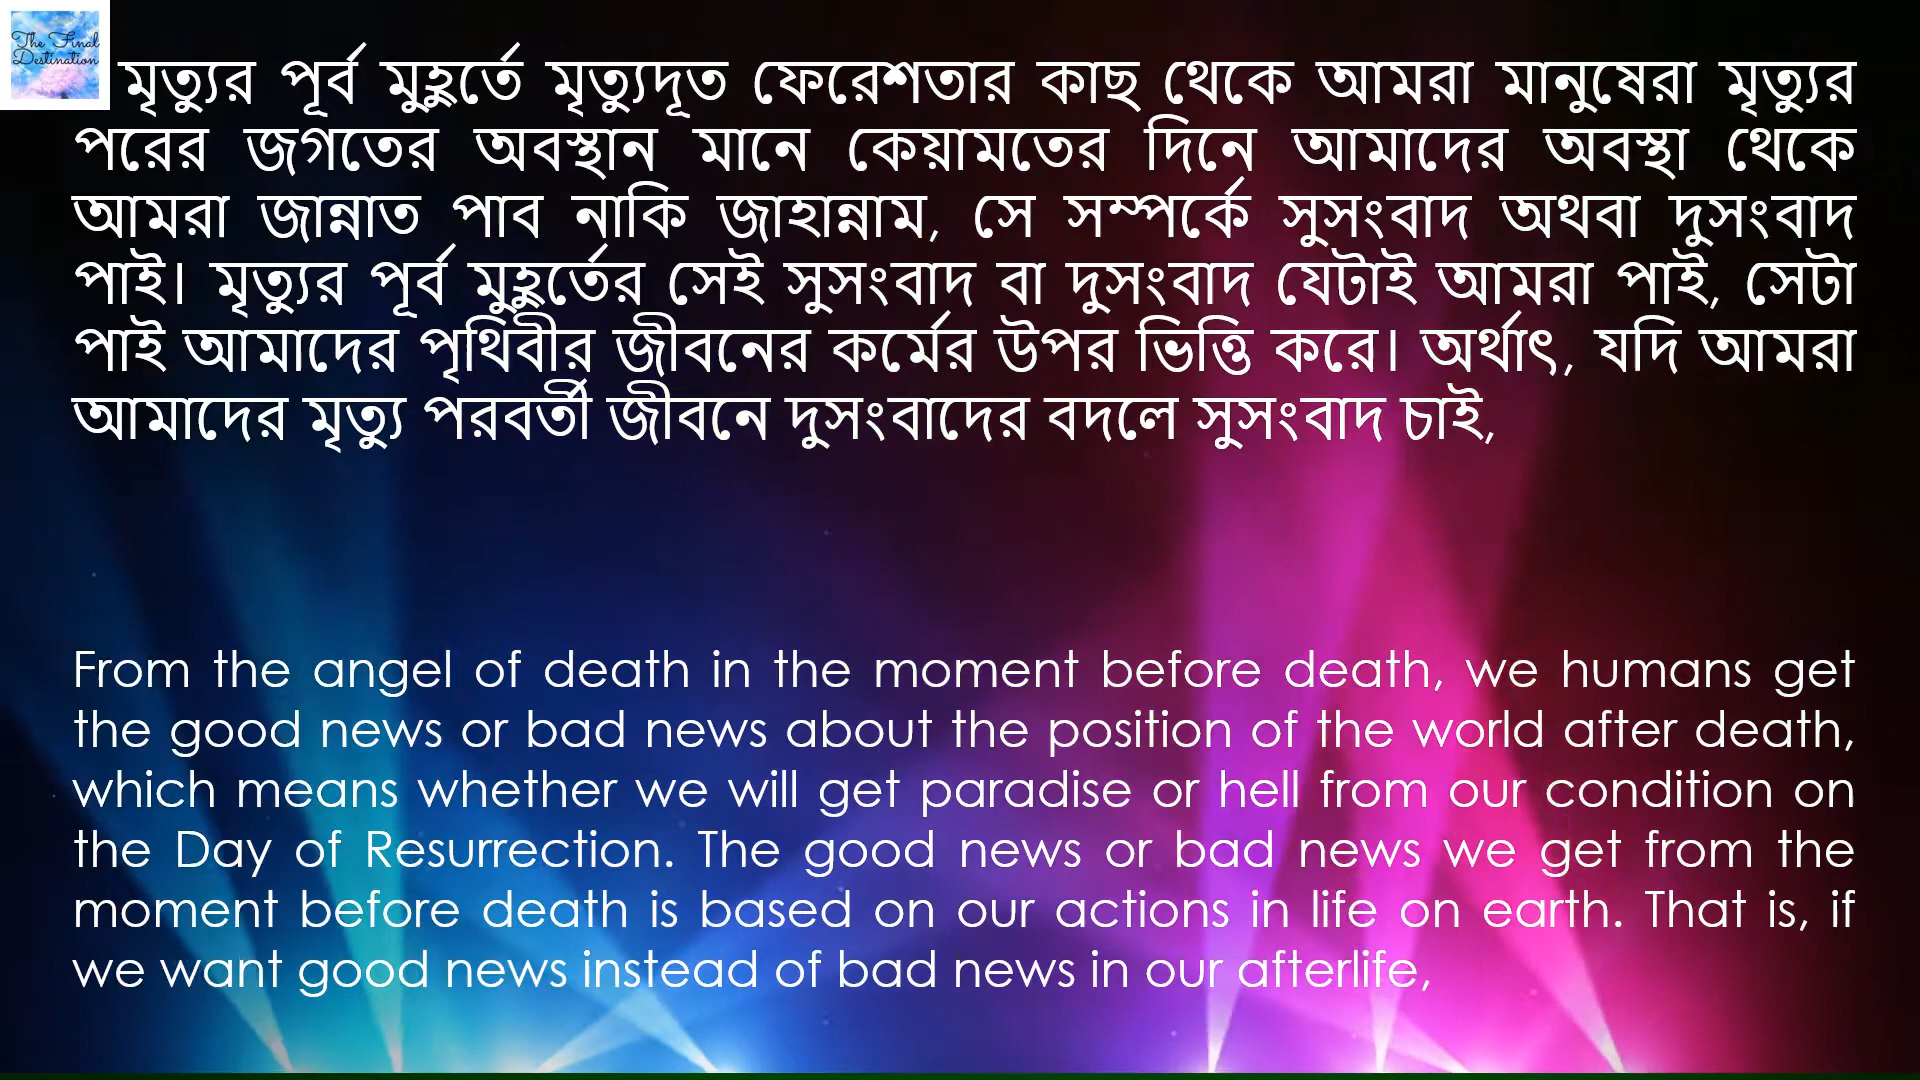 The Final
Destination
মৃত্যুর পূর্ব মুহুর্তে মৃত্যুদূত ফেরেশতার কাছ থেকে আমরা মানুষেরা মৃত্যুর
পরের জগতের অবস্থান মানে কেয়ামতের দিনে আমাদের অবস্থা থেকে
আমরা জান্নাত পাব নাকি জাহান্নাম, সে সম্পর্কে সুসংবাদ অথবা দুসংবাদ
পাই। মৃত্যুর পূর্ব মুহুর্তের সেই সুসংবাদ বা দুসংবাদ যেটাই আমরা পাই, সেটা
পাই আমাদের পৃথিবীর জীবনের কর্মের উপর ভিত্তি করে। অর্থাৎ, যদি আমরা
আমাদের মৃত্যু পরবর্তী জীবনে দুসংবাদের বদলে সুসংবাদ চাই,
From the angel of death in the moment before death, we humans get
the good news or bad news about the position of the world after death,
which means whether we will get paradise or hell from our condition on
the Day of Resurrection. The good news or bad news we get from the
moment before death is based on our actions in life on earth. That is, if
we want good news instead of bad news in our afterlife,